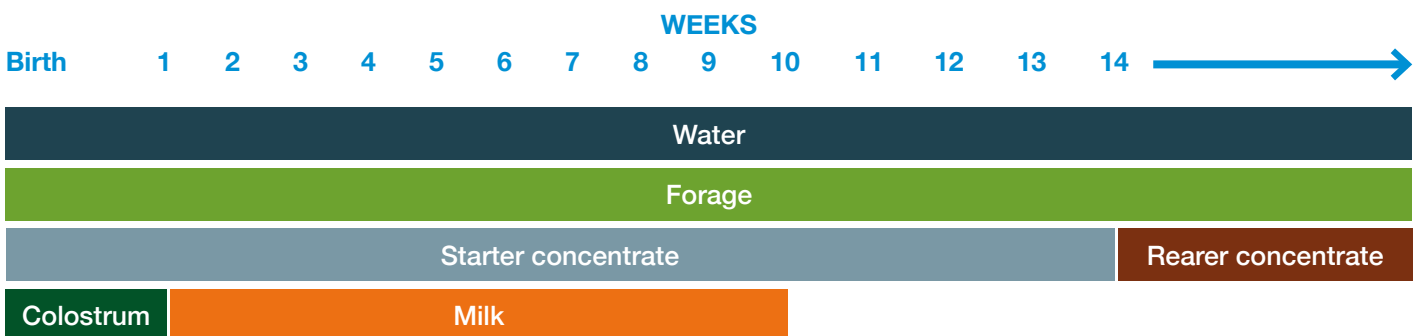 WEEKS
Birth 1 2 3 4 5 6 7 8 9 10 11 12 13 14
Water
Forage
Starter concentrate Rearer concentrate
Colostrum Milk